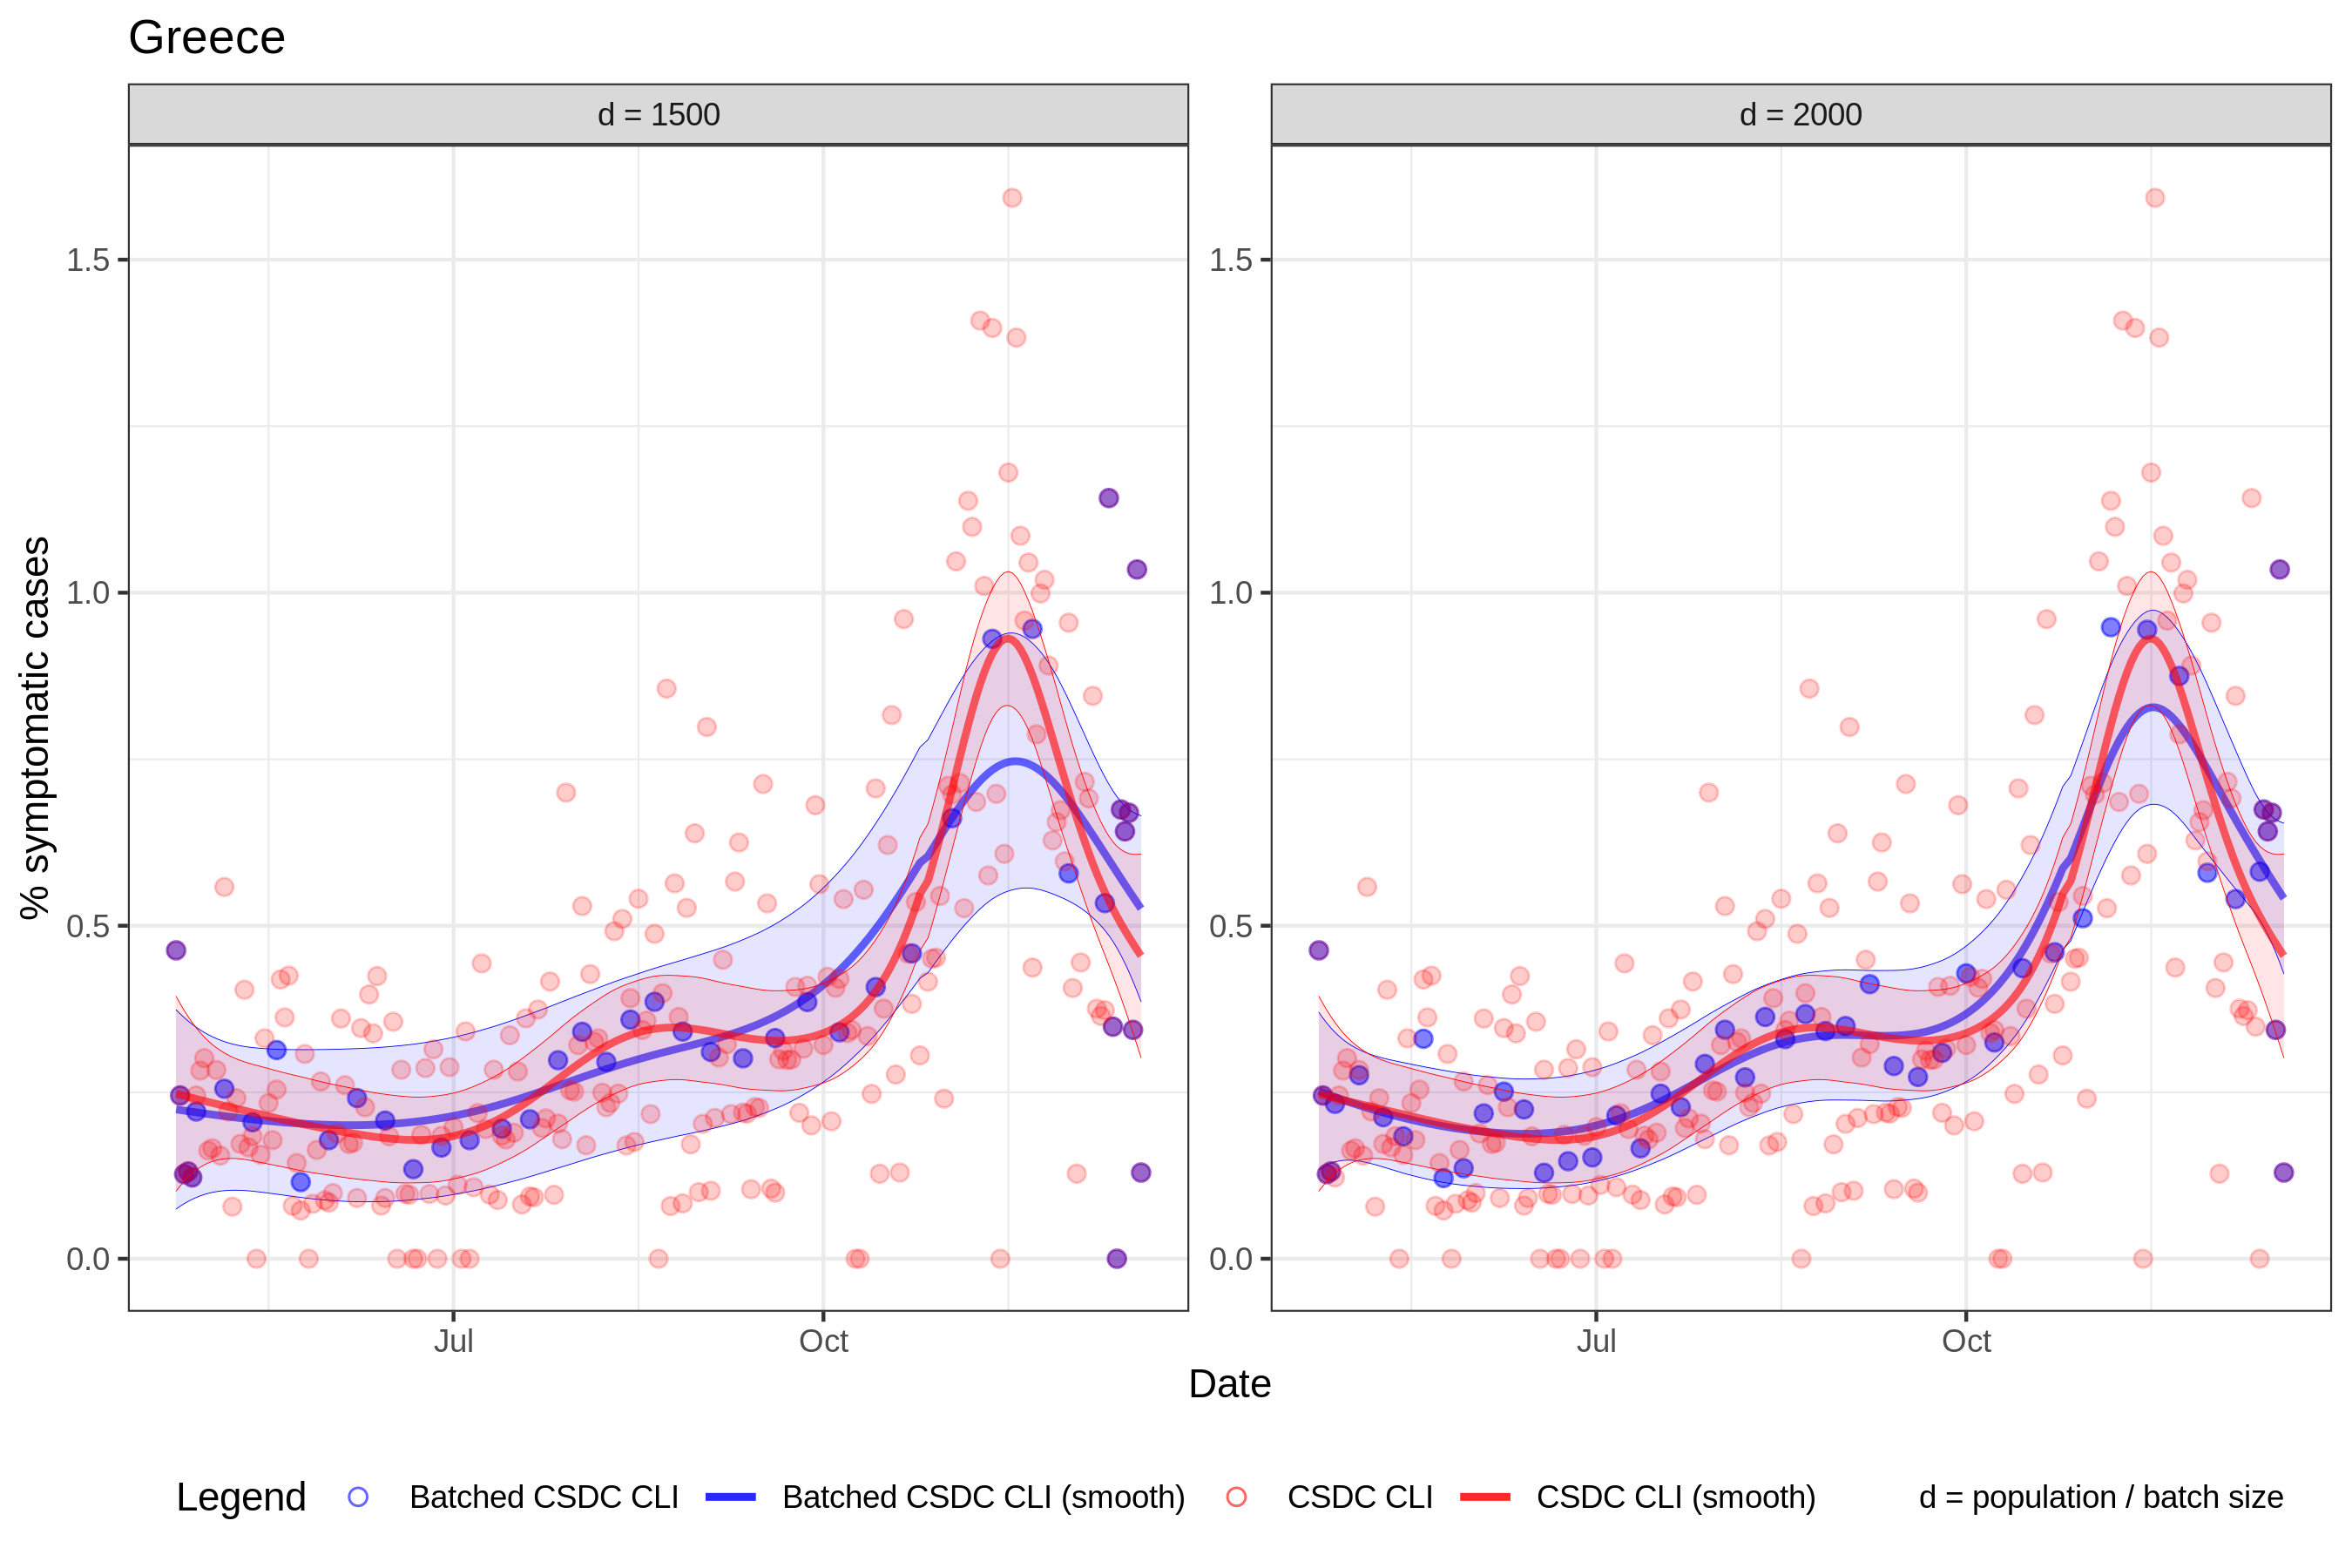 Greece
d = 1500
d = 2000
% symptomatic cases
1.5
1.0
0.5
0.0
1.5
1.0
0.5
0.0
Jul
Oct
Jul
Oct
Date
Legend
Batched CSDC CLI
Batched CSDC CLI (smooth)
CSDC CLI
CSDC CLI (smooth)
d = population / batch size